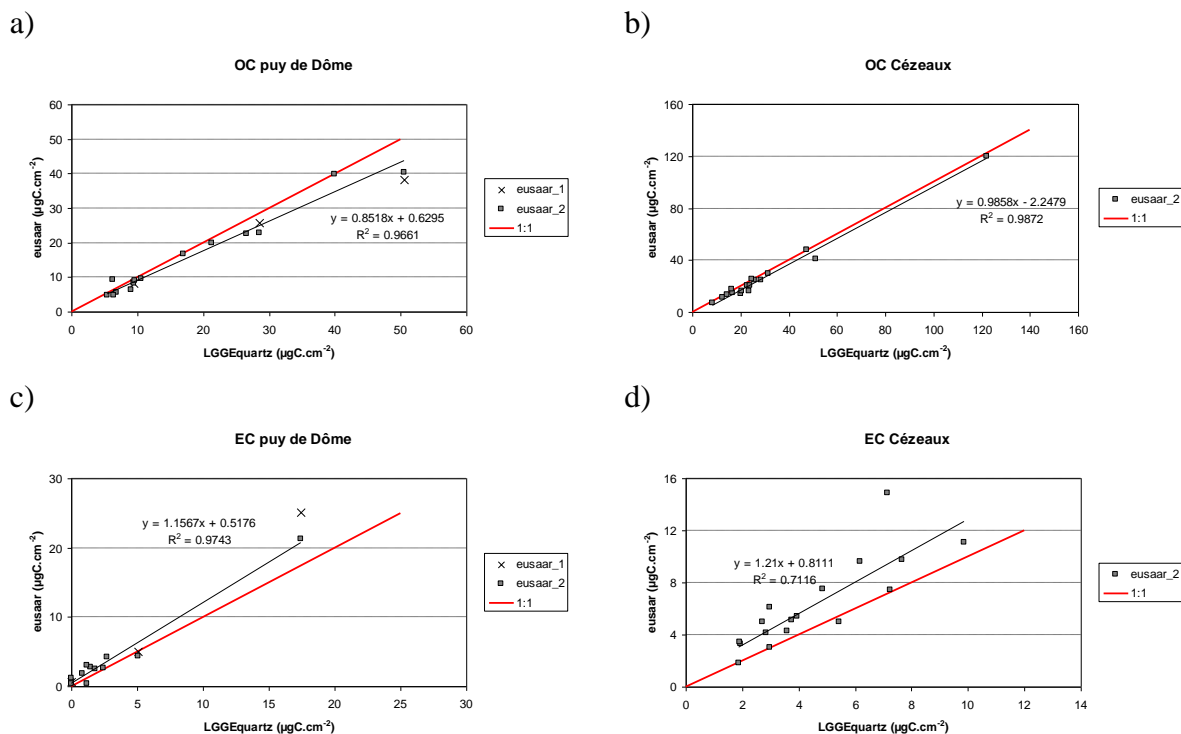 a)
OC puy de Dôme
60
50
40
30
20
10
0
0 10 20 30 40 50 60
eusaar (µgC.cm⁻²)
LGGEquartz (µgC.cm⁻²)
y = 0.8518x + 0.6295
R² = 0.9661
eusaar_1
eusaar_2
1:1
b)
OC Cézeaux
160
120
80
40
0
0 20 40 60 80 100 120 140 160
eusaar (µgC.cm⁻²)
LGGEquartz (µgC.cm⁻²)
y = 0.9858x - 2.2479
R² = 0.9872
eusaar_2
1:1
c)
EC puy de Dôme
30
20
10
0
0 5 10 15 20 25 30
eusaar (µgC.cm⁻²)
LGGEquartz (µgC.cm⁻²)
y = 1.1567x + 0.5176
R² = 0.9743
eusaar_1
eusaar_2
1:1
d)
EC Cézeaux
16
12
8
4
0
0 2 4 6 8 10 12 14
eusaar (µgC.cm⁻²)
LGGEquartz (µgC.cm⁻²)
y = 1.21x + 0.8111
R² = 0.7116
eusaar_2
1:1